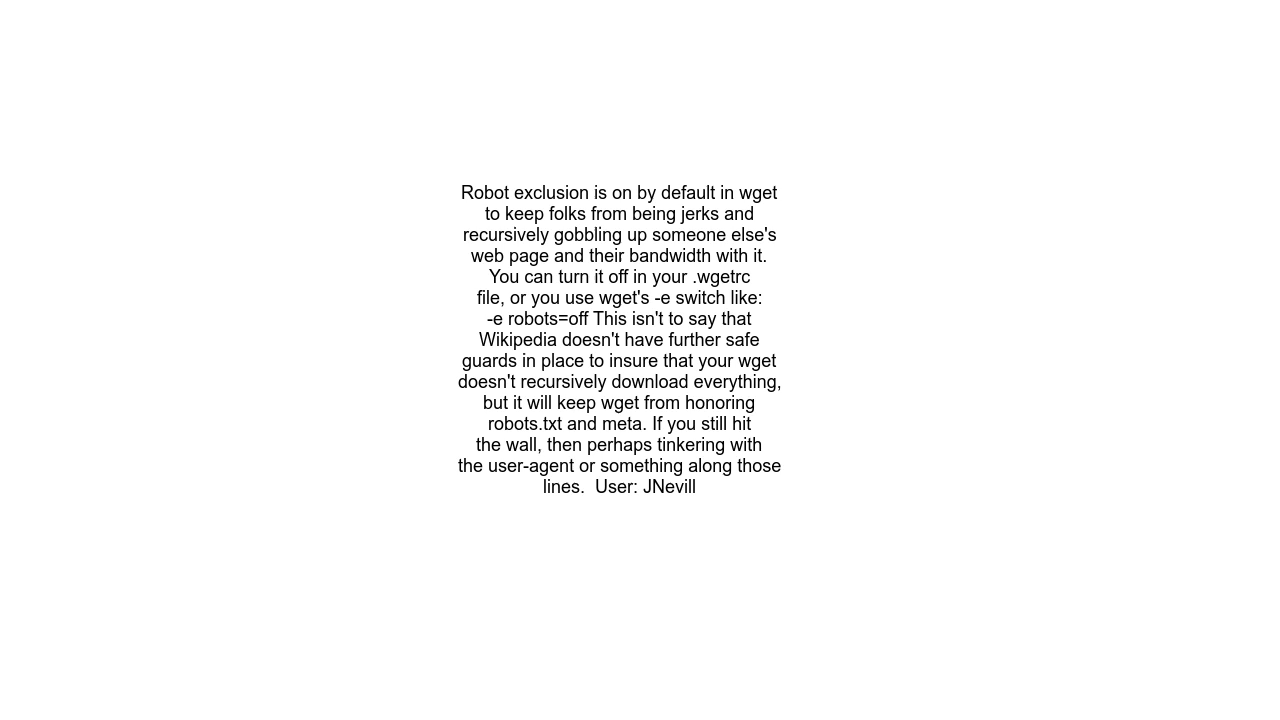 Robot exclusion is on by default in wget
to keep folks from being jerks and
recursively gobbling up someone else's
web page and their bandwidth with it.
You can turn it off in your .wgetrc
file, or you use wget's -e switch like:
-e robots=off This isn't to say that
Wikipedia doesn't have further safe
guards in place to insure that your wget
doesn't recursively download everything,
but it will keep wget from honoring
robots.txt and meta. If you still hit
the wall, then perhaps tinkering with
the user-agent or something along those
lines.  User: JNevill